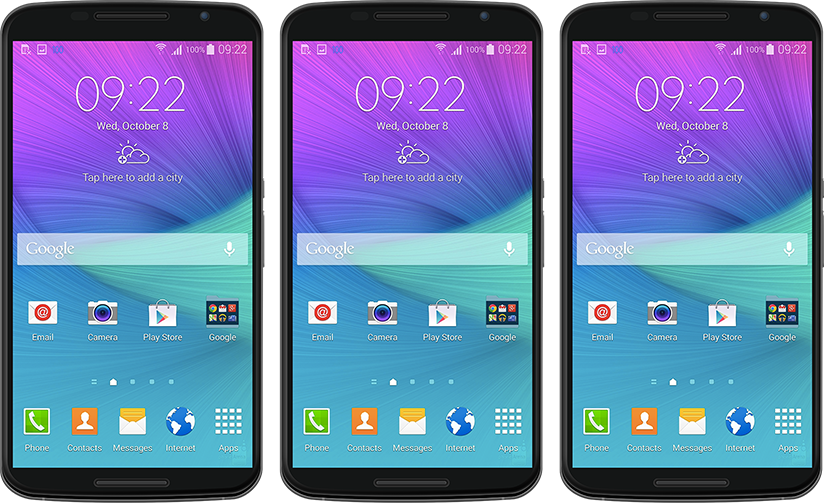 100% 09:22
09:22
Wed, October 8
Tap here to add a city
Google
Email Camera Play Store Google
Phone Contacts Messages Internet Apps
100% 09:22
09:22
Wed, October 8
Tap here to add a city
Google
Email Camera Play Store Google
Phone Contacts Messages Internet Apps
100% 09:22
09:22
Wed, October 8
Tap here to add a city
Google
Email Camera Play Store Google
Phone Contacts Messages Internet Apps